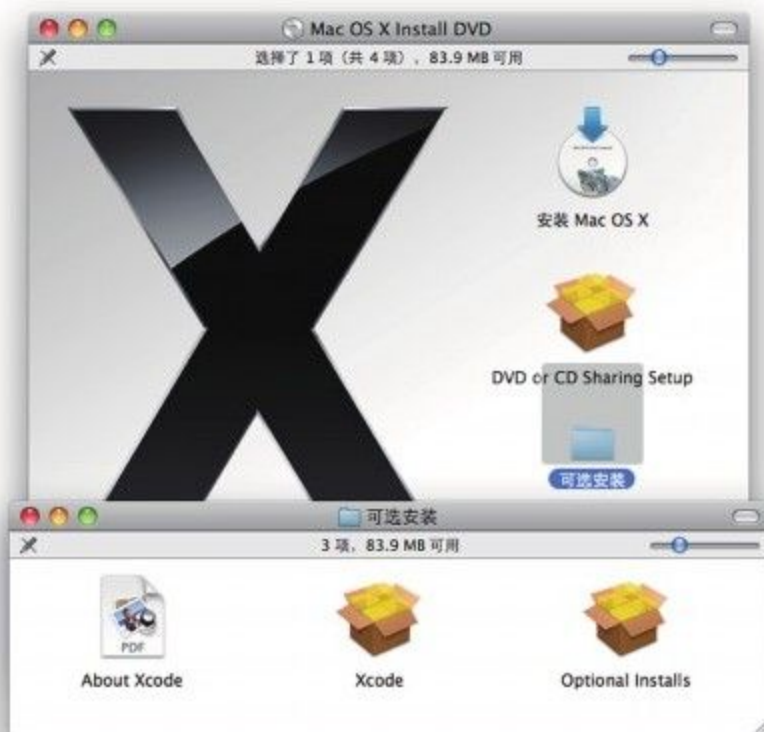 Mac OS X Install DVD
选择了 1 项（共 4 项），83.9 MB 可用
X
安装 Mac OS X
DVD or CD Sharing Setup
可选安装
可选安装
3 项，83.9 MB 可用
PDF
About Xcode
Xcode
Optional Installs